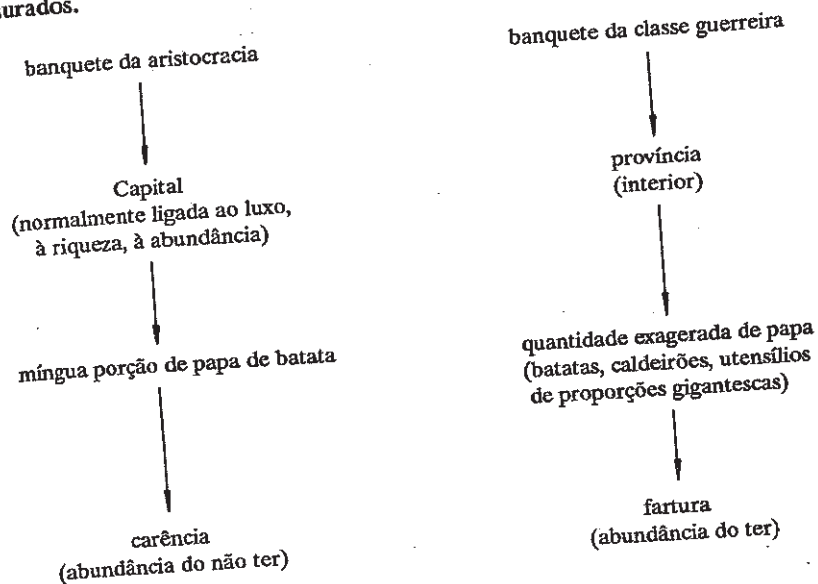 urados.
banquete da aristocracia
Capital
(normalmente ligada ao luxo,
à riqueza, à abundância)
míngua porção de papa de batata
carência
(abundância do não ter)
banquete da classe guerreira
província
(interior)
quantidade exagerada de papa
(batatas, caldeirões, utensílios
de proporções gigantescas)
fartura
(abundância do ter)